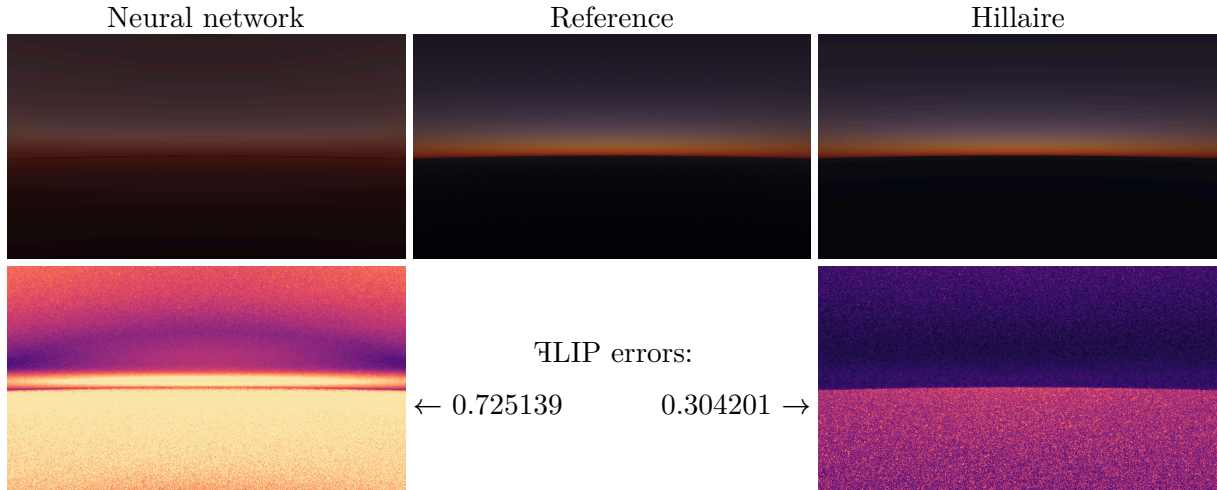 Neural network
Reference
Hillaire
ꟻLIP errors:
← 0.725139
0.304201 →